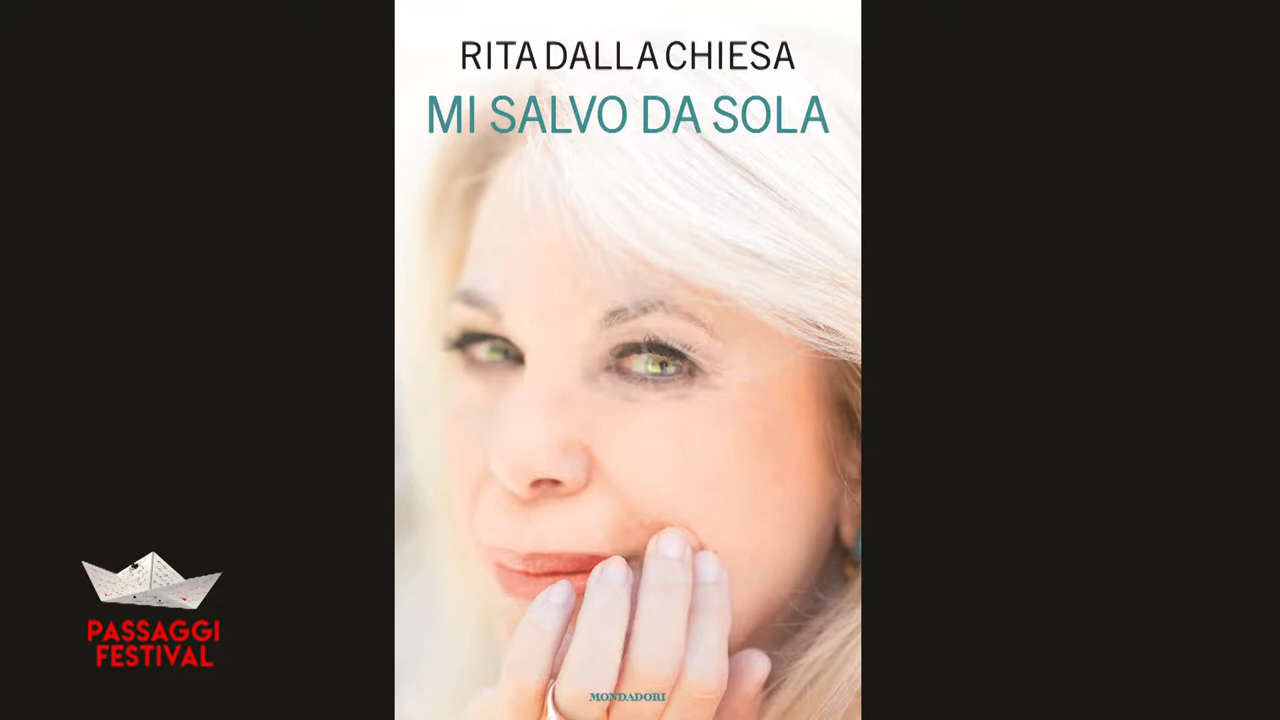 RITA DALLA CHIESA
MI SALVO DA SOLA
PASSAGGI
FESTIVAL
MONDADORI